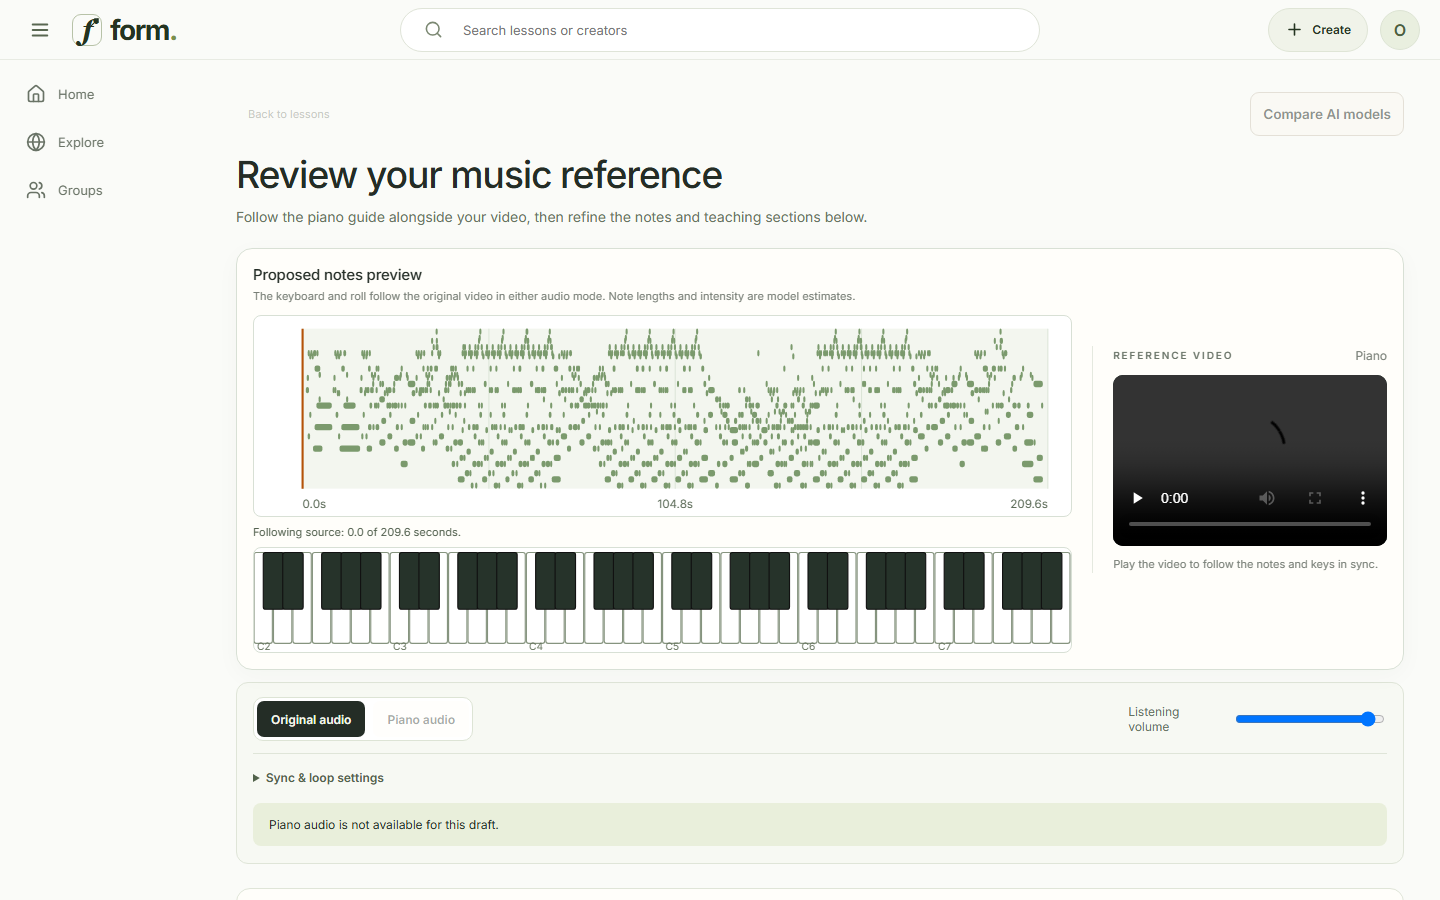 form.
Search lessons or creators
Create
O
Home
Explore
Groups
Back to lessons
Compare AI models
Review your music reference
Follow the piano guide alongside your video, then refine the notes and teaching sections below.
Proposed notes preview
The keyboard and roll follow the original video in either audio mode. Note lengths and intensity are model estimates.
0.0s
104.8s
209.6s
Following source: 0.0 of 209.6 seconds.
C2
C3
C4
C5
C6
C7
REFERENCE VIDEO
Piano
0:00
Play the video to follow the notes and keys in sync.
Original audio
Piano audio
Listening
volume
Sync & loop settings
Piano audio is not available for this draft.